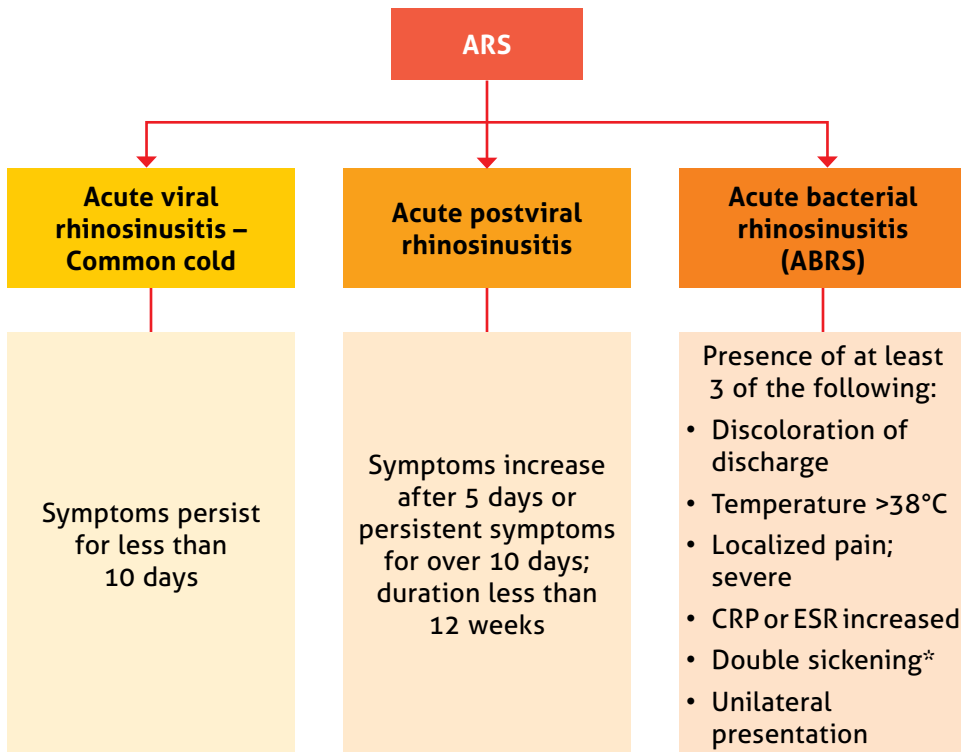 ARS
Acute viral
rhinosinusitis –
Common cold
Symptoms persist
for less than
10 days
Acute postviral
rhinosinusitis
Symptoms increase
after 5 days or
persistent symptoms
for over 10 days;
duration less than
12 weeks
Acute bacterial
rhinosinusitis
(ABRS)
Presence of at least
3 of the following:
• Discoloration of
discharge
• Temperature >38°C
• Localized pain;
severe
• CRP or ESR increased
• Double sickening*
• Unilateral
presentation